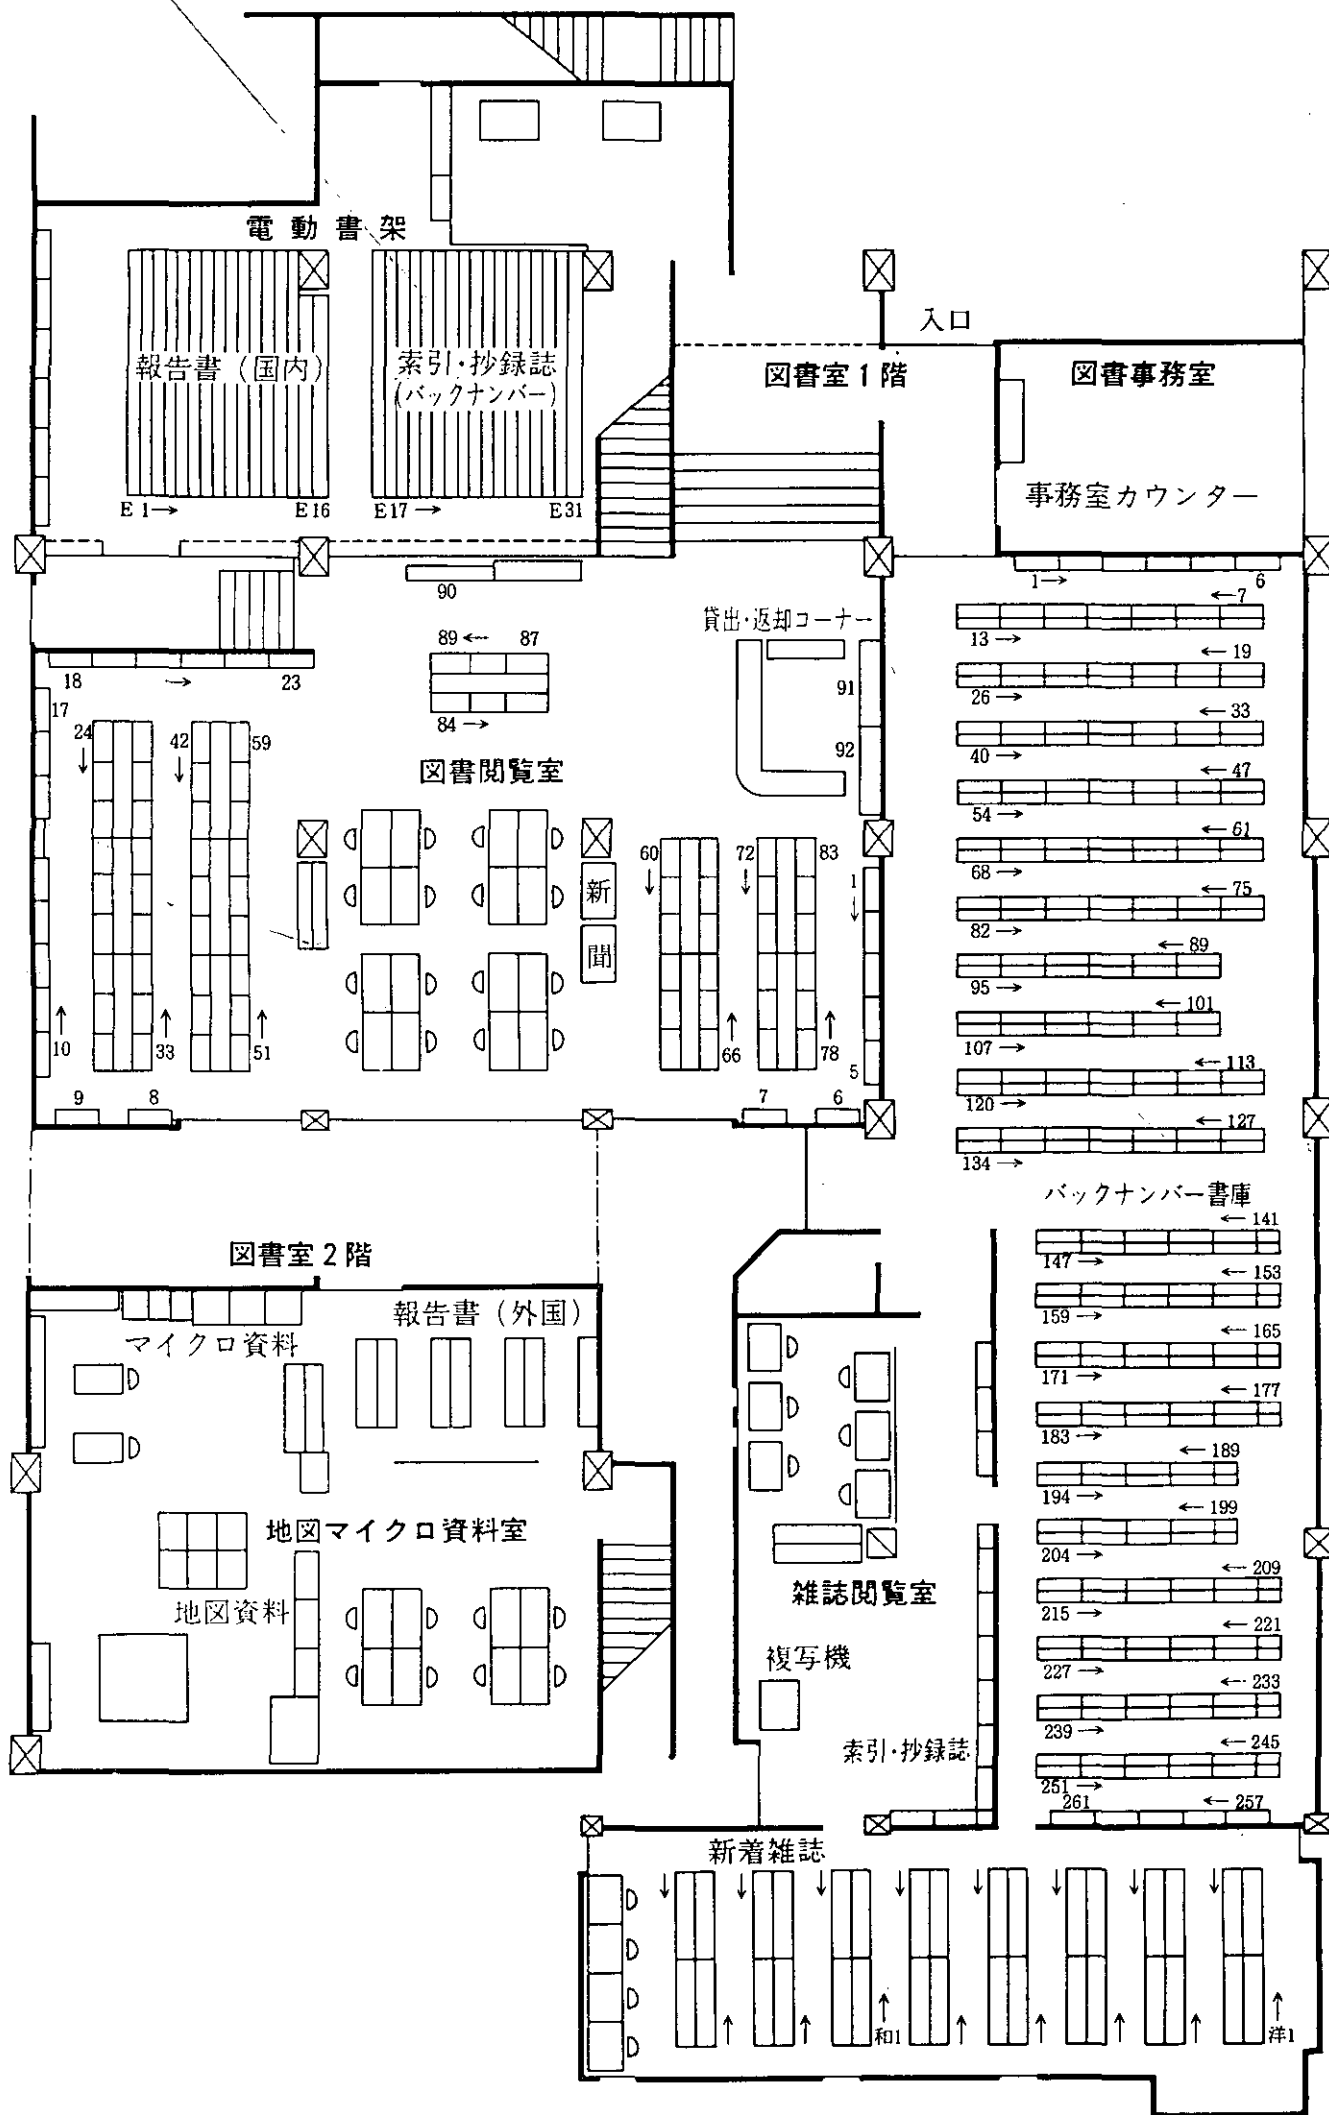 電動書架
報告書（国内）
索引・抄録誌
（バックナンバー）
E 1→
E16
E17→
E31
入口
図書室1階
図書事務室
事務室カウンター
1→
6
←7
13→
←19
26→
←33
40→
←47
54→
←61
68→
←75
82→
←89
95→
←101
107→
←113
120→
←127
134→
90
89←
87
84→
貸出・返却コーナー
91
92
18
→
23
17
24
↓
42
↓
59
図書閲覧室
新
聞
60
↓
72
↓
83
1
↓
↑
10
↑
33
↑
51
↑
66
↑
78
5
9
8
7
6
バックナンバー書庫
←141
147→
←153
159→
←165
171→
←177
183→
←189
194→
←199
204→
←209
215→
←221
227→
←233
239→
←245
251→
261
←257
図書室2階
マイクロ資料
報告書（外国）
地図マイクロ資料室
地図資料
雑誌閲覧室
複写機
索引・抄録誌
新着雑誌
↓ ↓ ↓ ↓ ↓ ↓ ↓ ↓
↑ ↑ ↑和1 ↑ ↑ ↑ ↑ ↑洋1